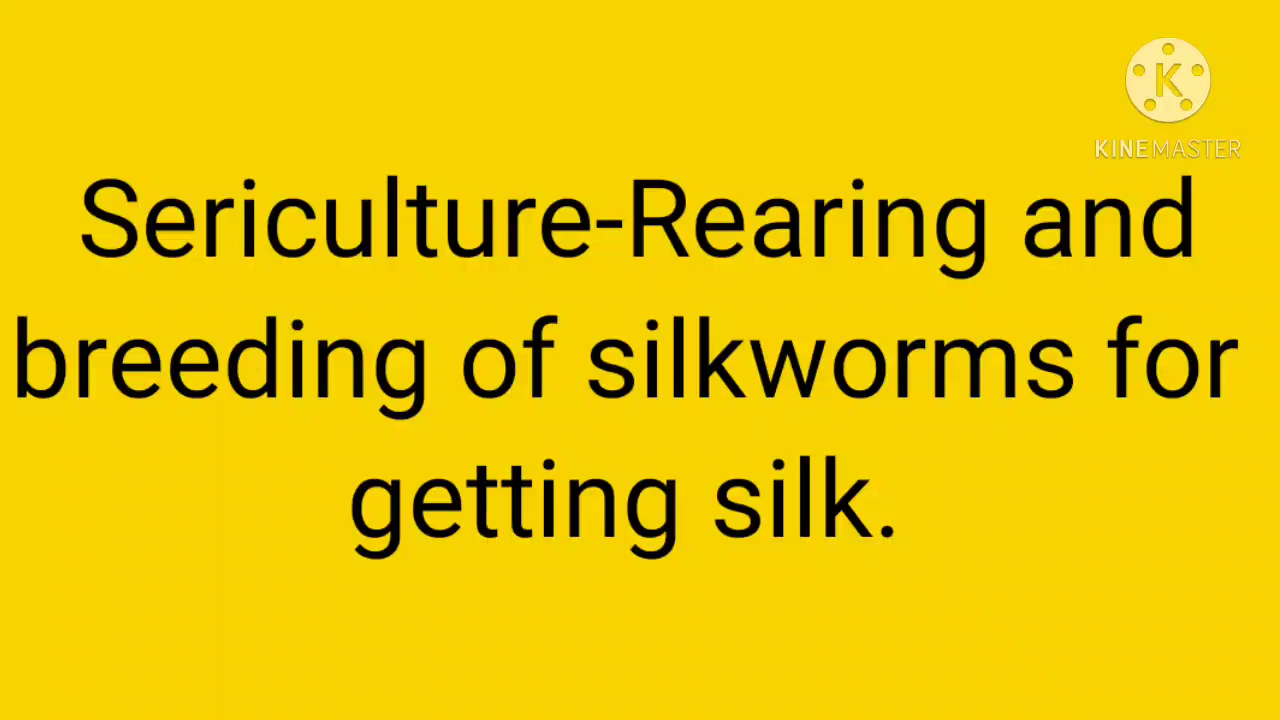 K
KINEMASTER
Sericulture-Rearing and
breeding of silkworms for
getting silk.